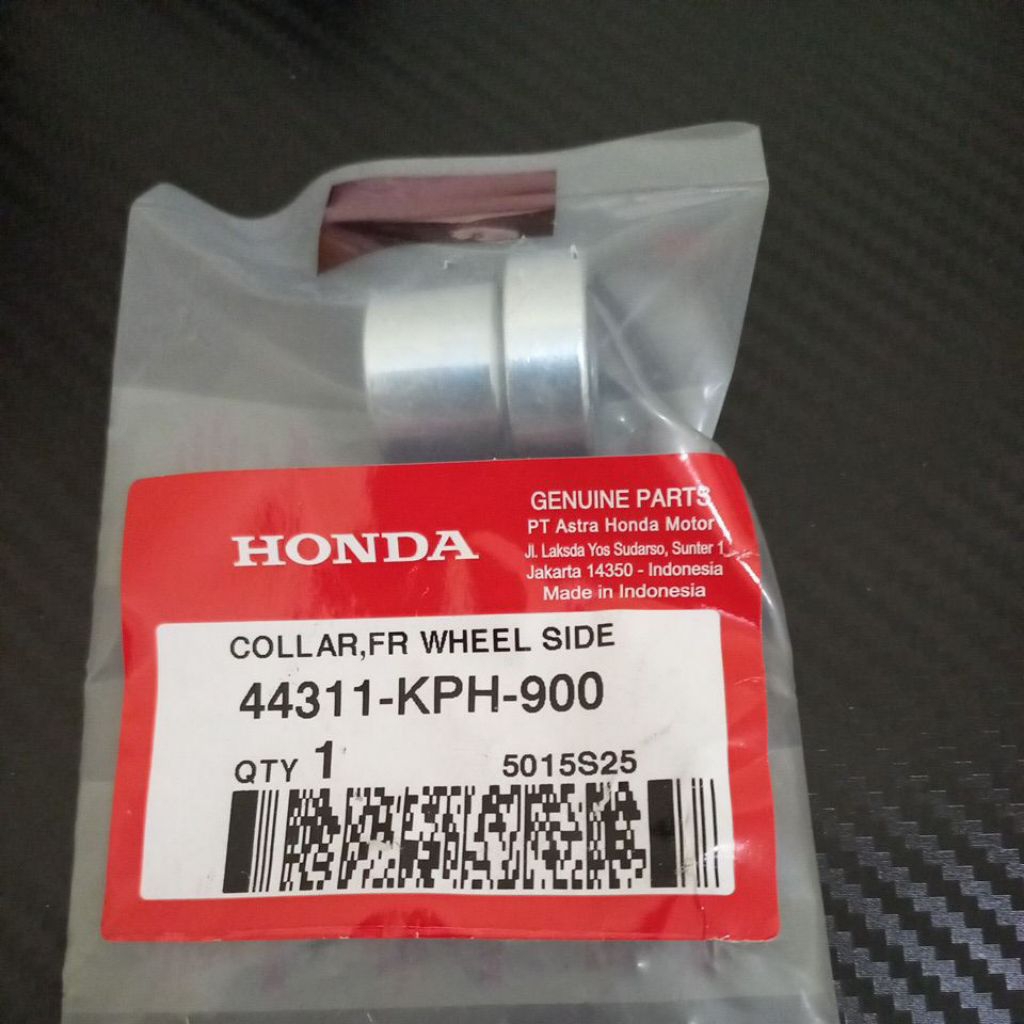 HONDA
GENUINE PARTS
PT Astra Honda Motor
Jl. Laksda Yos Sudarso, Sunter 1
Jakarta 14350 - Indonesia
Made in Indonesia
COLLAR,FR WHEEL SIDE
44311-KPH-900
QTY 1
5015S25